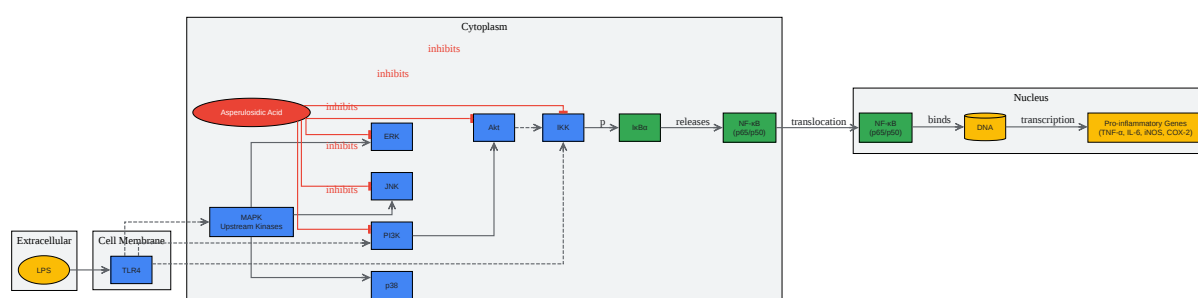 Cytoplasm
inhibits
inhibits
Asperulosidic Acid
inhibits
ERK
inhibits
Akt
IKK
p
IκBα
releases
NF-κB
(p65/p50)
translocation
Nucleus
NF-κB
(p65/p50)
binds
DNA
transcription
Pro-inflammatory Genes
(TNF-α, IL-6, iNOS, COX-2)
JNK
inhibits
MAPK
Upstream Kinases
PI3K
Extracellular
LPS
Cell Membrane
TLR4
p38